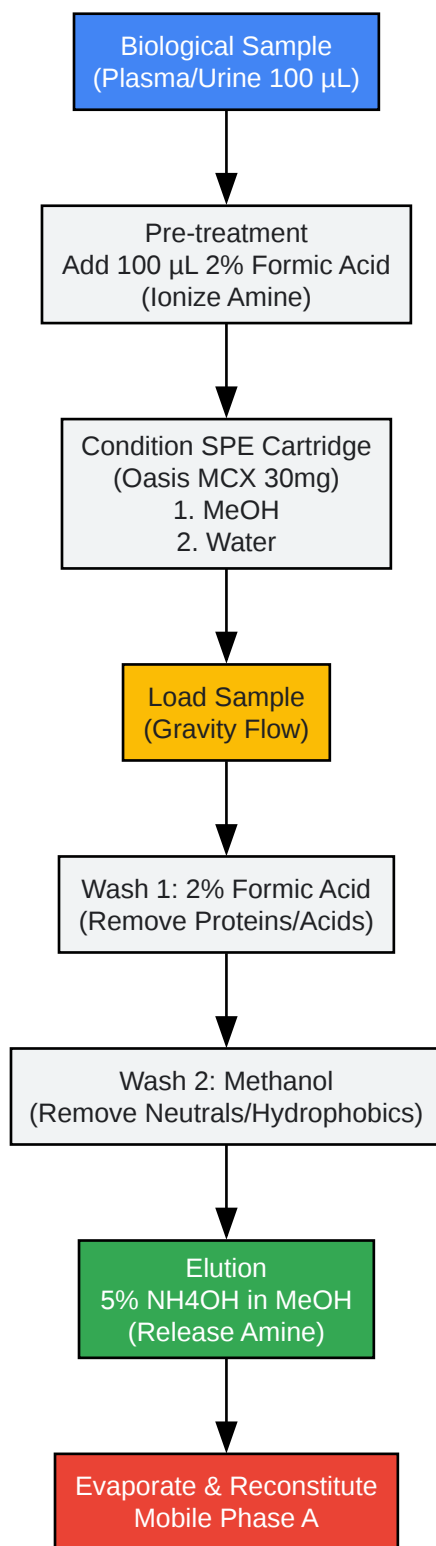 Biological Sample
(Plasma/Urine 100 µL)
Pre-treatment
Add 100 µL 2% Formic Acid
(Ionize Amine)
Condition SPE Cartridge
(Oasis MCX 30mg)
1. MeOH
2. Water
Load Sample
(Gravity Flow)
Wash 1: 2% Formic Acid
(Remove Proteins/Acids)
Wash 2: Methanol
(Remove Neutrals/Hydrophobics)
Elution
5% NH4OH in MeOH
(Release Amine)
Evaporate & Reconstitute
Mobile Phase A